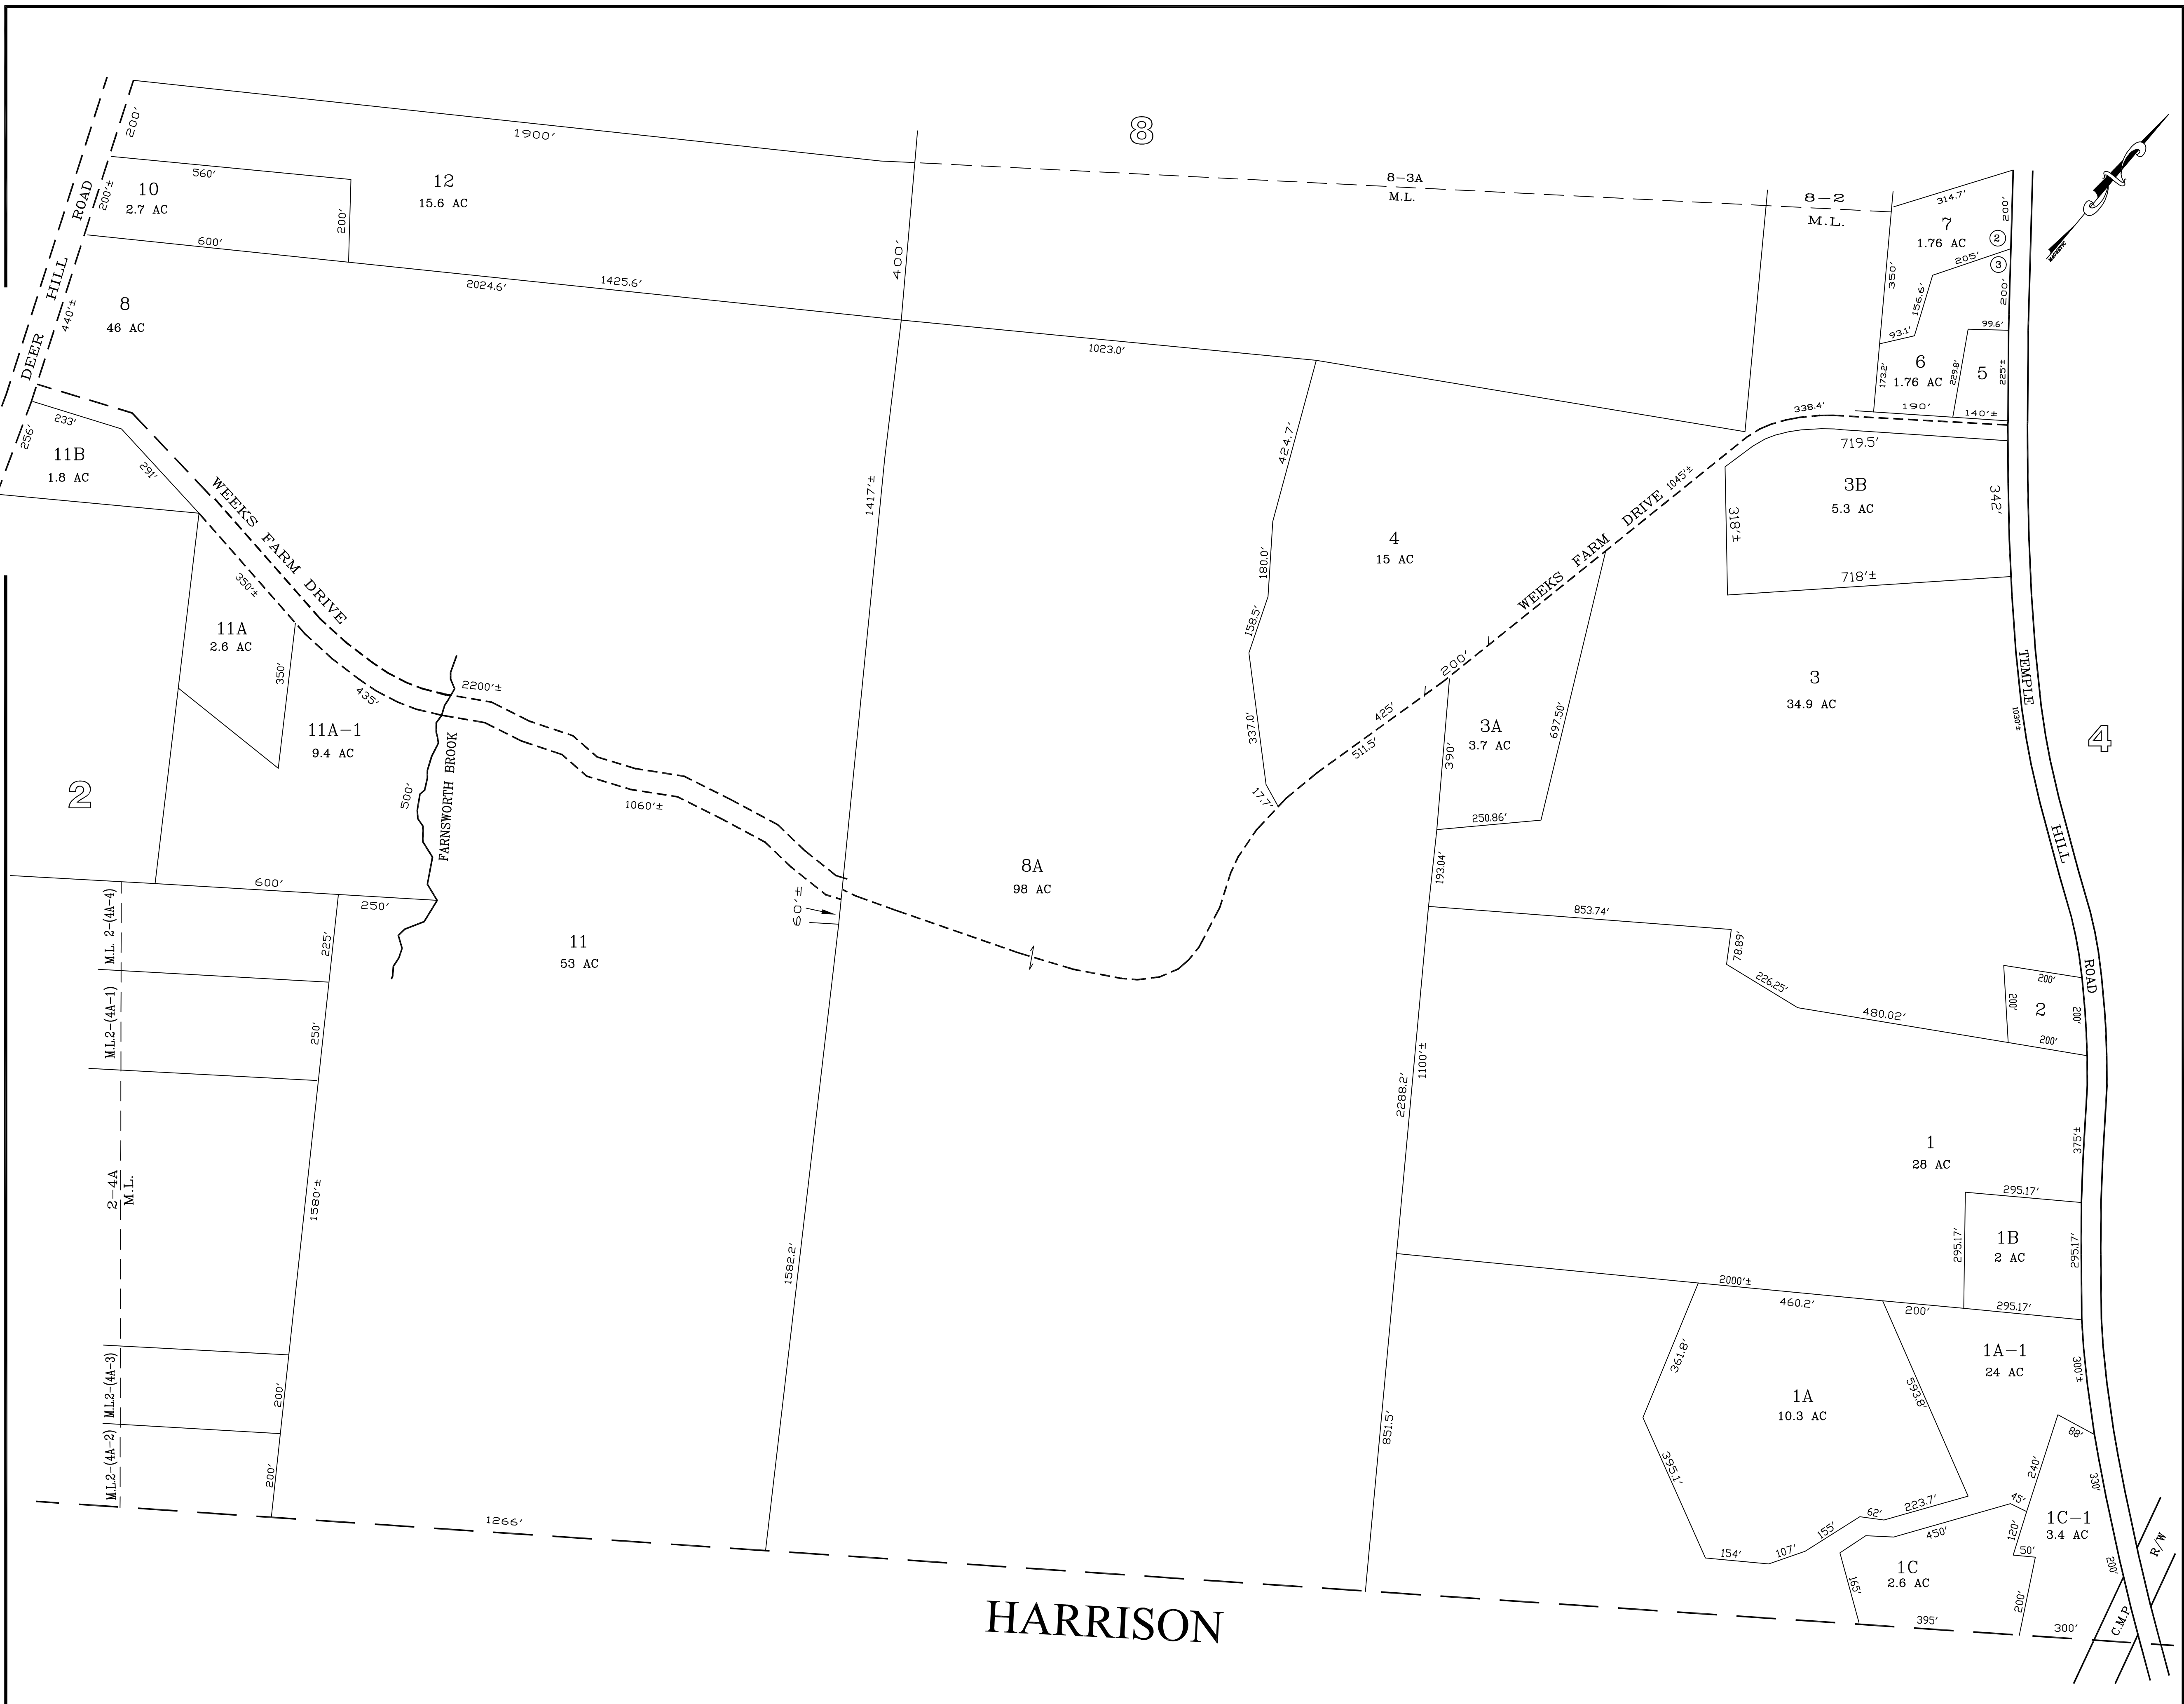 8
1900′
200′
DEER HILL ROAD
200′±
10
2.7 AC
560′
200′
600′
12
15.6 AC
400′
8-3A
M.L.
8-2
M.L.
314.7′
7
1.76 AC
200′
2
3
205′
350′
156.6′
93.1′
200′
99.6′
6
1.76 AC
173.2′
229.8′
5
225′±
190′
140′±
MAGNETIC
8
46 AC
440′±
2024.6′
1425.6′
1023.0′
233′
256′
11B
1.8 AC
291′
WEEKS FARM DRIVE
350′±
11A
2.6 AC
350′
435′
11A-1
9.4 AC
2200′±
500′
FARNSWORTH BROOK
1060′±
2
600′
250′
1417′±
424.7′
180.0′
158.5′
337.0′
17.7′
4
15 AC
WEEKS FARM DRIVE
1045′±
338.4′
719.5′
3B
5.3 AC
342′
318′±
718′±
200′
425′
511.5′
3A
3.7 AC
390′
697.50′
250.86′
193.04′
3
34.9 AC
TEMPLE HILL ROAD
1030′±
4
8A
98 AC
60′±
11
53 AC
853.74′
78.89′
226.25′
480.02′
200′
200′
2
200′
200′
M.L. 2-(4A-4)
225′
M.L.2-(4A-1)
250′
2-4A
M.L.
1580′±
M.L.2-(4A-3)
200′
M.L.2-(4A-2)
200′
1266′
1582.2′
2288.2′
1100′±
851.5′
1
28 AC
375′±
295.17′
295.17′
1B
2 AC
295.17′
295.17′
2000′±
460.2′
200′
1A-1
24 AC
300′±
361.8′
1A
10.3 AC
593.8′
395.1′
154′
107′
155′
62′
223.7′
88′
240′
330′
45′
450′
120′
1C-1
3.4 AC
50′
165′
1C
2.6 AC
200′
200′
395′
300′
R/W
C.M.P.
HARRISON